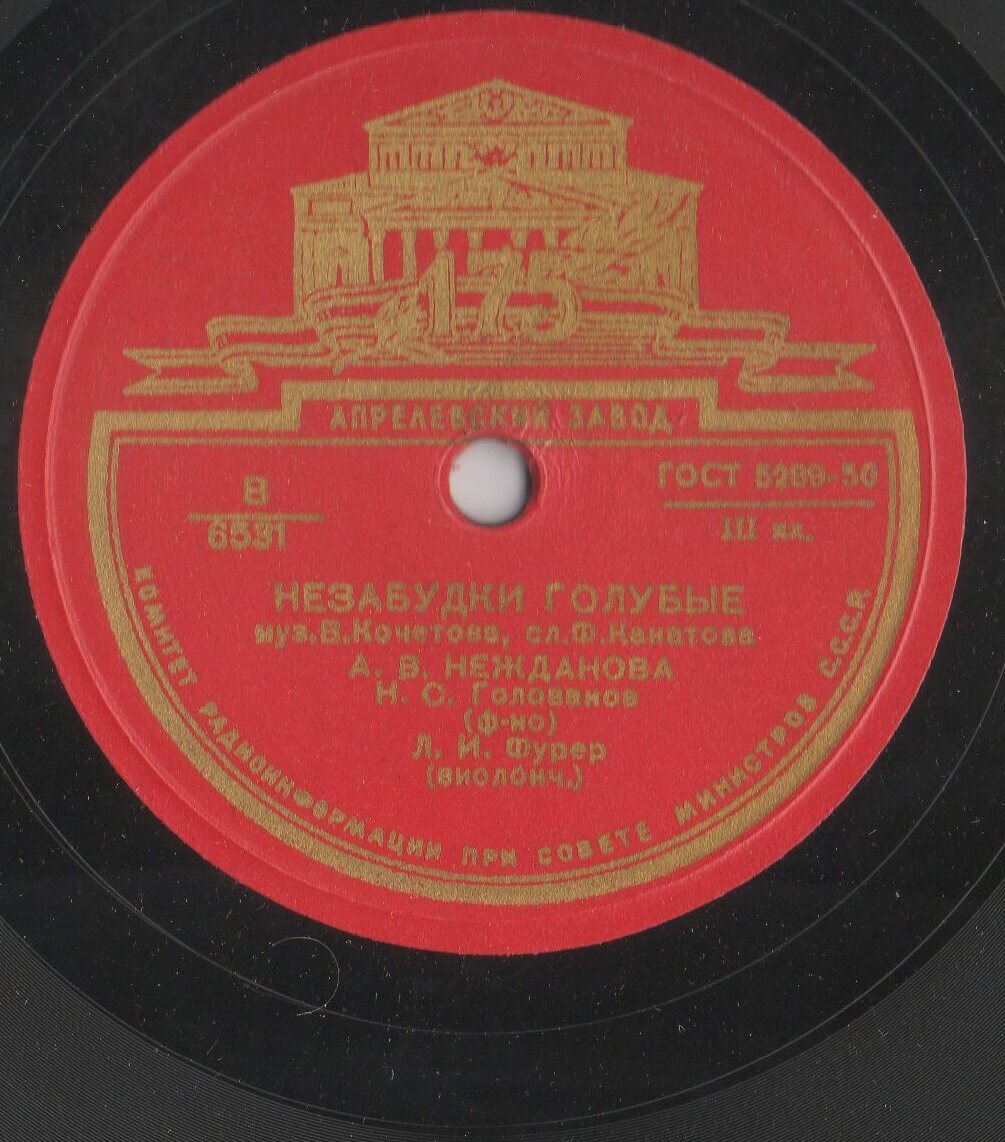 175
АПРЕЛЕВСКИЙ ЗАВОД
В
6531
ГОСТ 5289-50
III кл.
НЕЗАБУДКИ ГОЛУБЫЕ
муз.В.Кочетова, сл.Ф.Канатова
А. В. НЕЖДАНОВА
Н. С. Голованов
(ф-но)
Л. И. Фурер
(виолонч.)
КОМИТЕТ РАДИОИНФОРМАЦИИ ПРИ СОВЕТЕ МИНИСТРОВ С.С.С.Р.